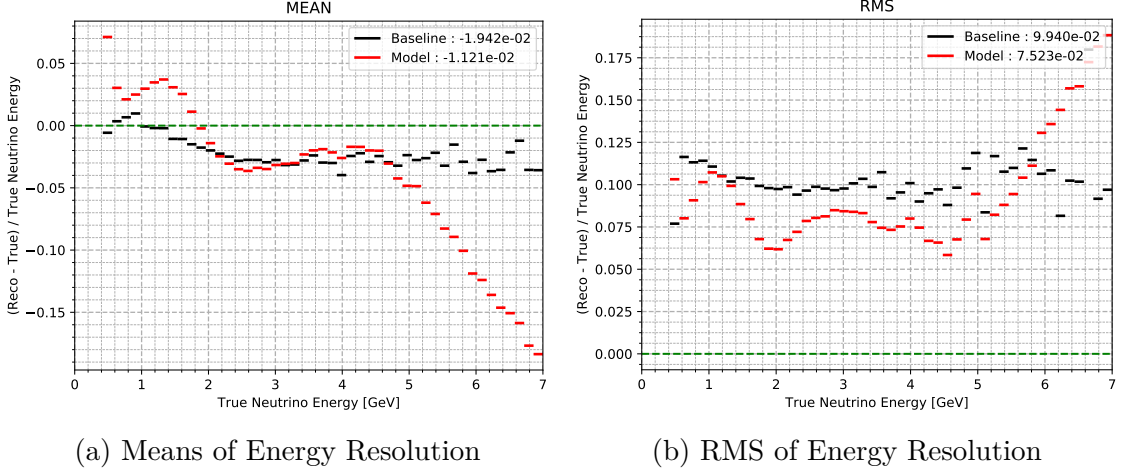 MEAN
(Reco - True) / True Neutrino Energy
0.05
0.00
−0.05
−0.10
−0.15
Baseline : -1.942e-02
Model : -1.121e-02
0 1 2 3 4 5 6 7
True Neutrino Energy [GeV]
(a) Means of Energy Resolution
RMS
(Reco - True) / True Neutrino Energy
0.175
0.150
0.125
0.100
0.075
0.050
0.025
0.000
Baseline : 9.940e-02
Model : 7.523e-02
0 1 2 3 4 5 6 7
True Neutrino Energy [GeV]
(b) RMS of Energy Resolution